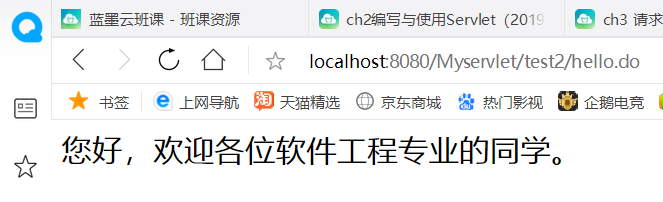 蓝墨云班课 - 班课资源 ch2编写与使用Servlet（2019 ch3 请求
localhost:8080/Myservlet/test2/hello.do
书签 上网导航 淘 天猫精选 京东商城 热门影视 企鹅电竞
您好，欢迎各位软件工程专业的同学。